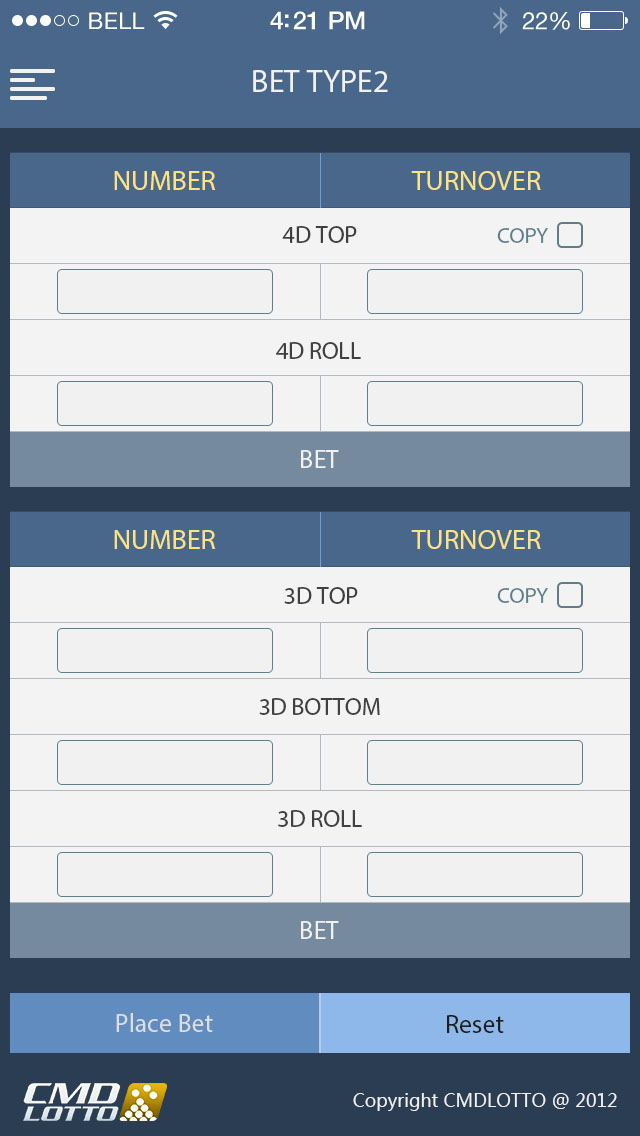 BELL 4:21 PM 22%
BET TYPE2
NUMBER TURNOVER
4D TOP COPY
4D ROLL
BET
NUMBER TURNOVER
3D TOP COPY
3D BOTTOM
3D ROLL
BET
Place Bet Reset
CMD
LOTTO
Copyright CMDLOTTO @ 2012